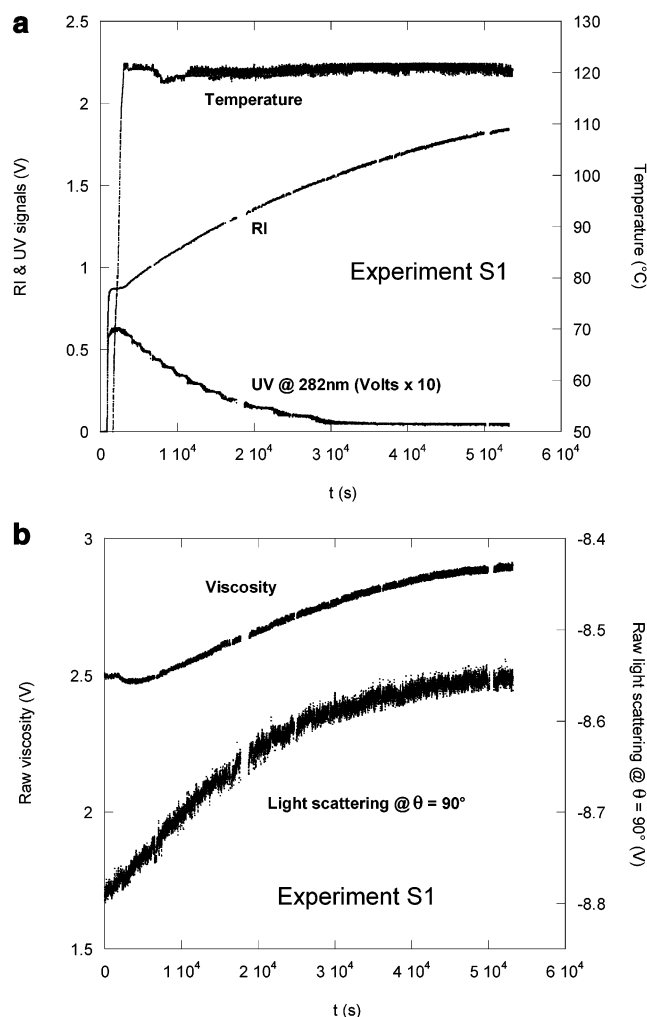 a
2.5
2
1.5
1
0.5
0
130
120
110
100
90
80
70
60
50
0
1 10⁴
2 10⁴
3 10⁴
4 10⁴
5 10⁴
6 10⁴
RI & UV signals (V)
Temperature (°C)
t (s)
Temperature
RI
Experiment S1
UV @ 282nm (Volts x 10)
b
3
2.5
2
1.5
-8.4
-8.5
-8.6
-8.7
-8.8
0
1 10⁴
2 10⁴
3 10⁴
4 10⁴
5 10⁴
6 10⁴
Raw viscosity (V)
Raw light scattering
@ θ = 90° (V)
t (s)
Viscosity
Light scattering @ θ = 90°
Experiment S1